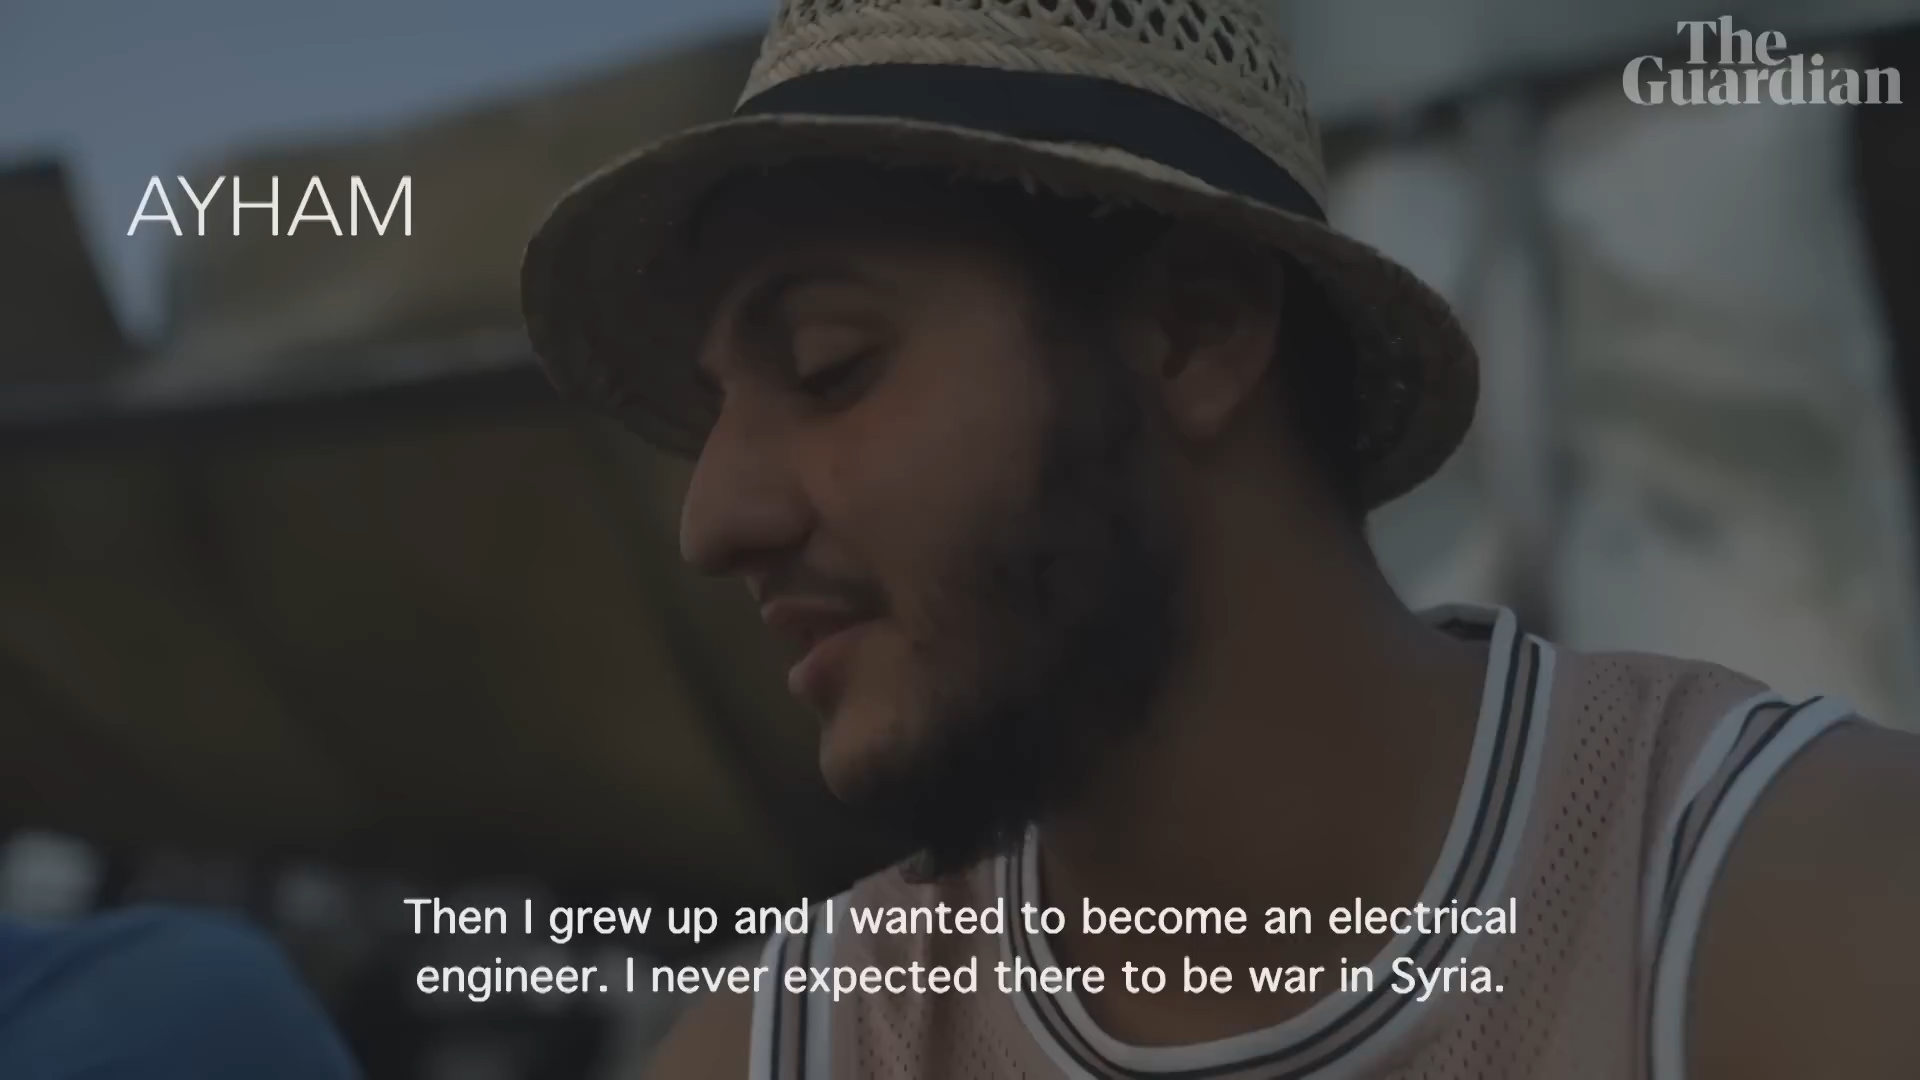 The
Guardian
AYHAM
Then I grew up and I wanted to become an electrical
engineer. I never expected there to be war in Syria.